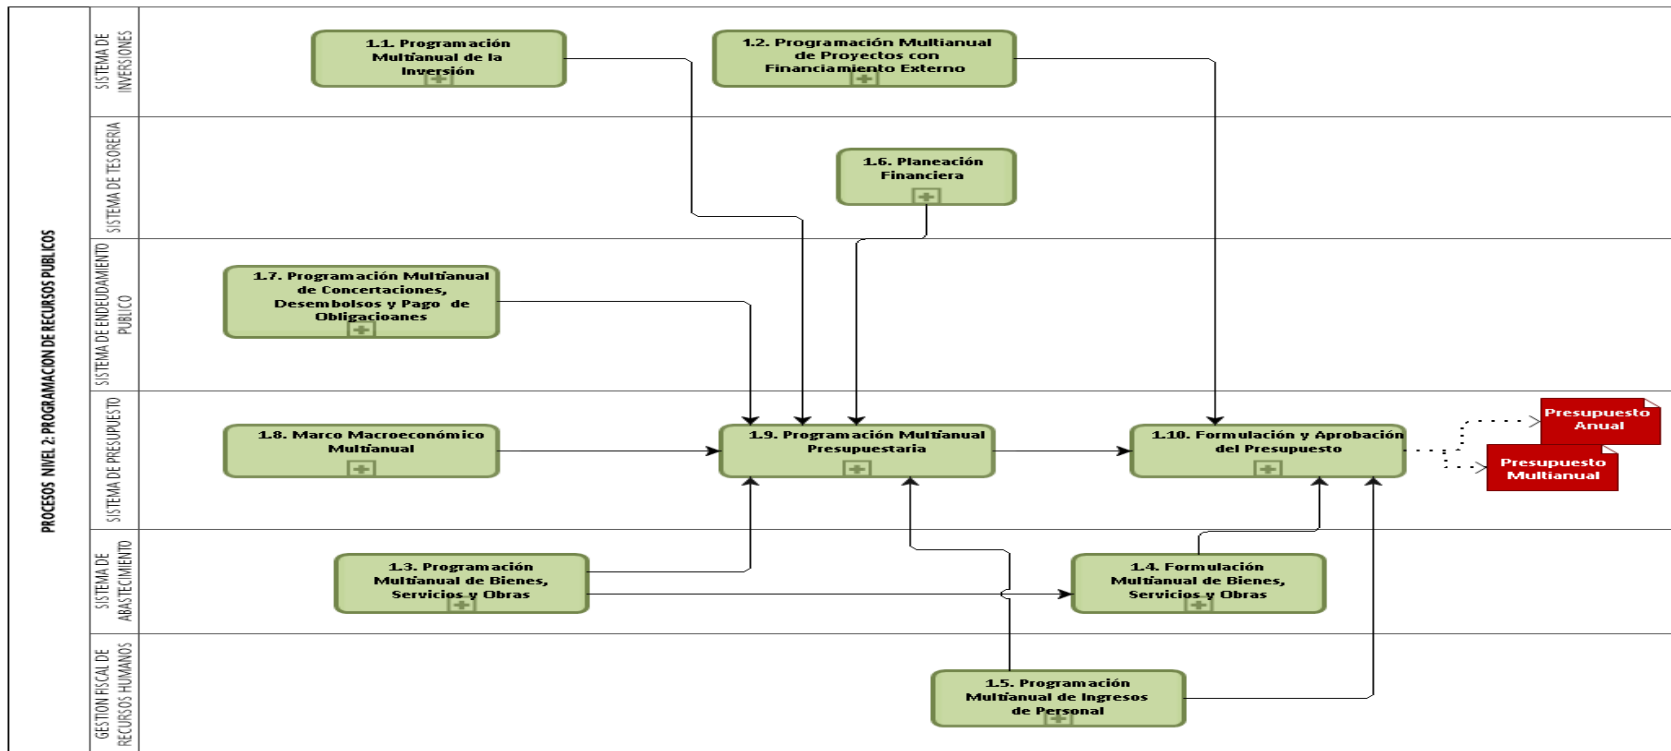 PROCESOS NIVEL 2: PROGRAMACION DE RECURSOS PUBLICOS
SISTEMA DE
INVERSIONES
1.1. Programación
Multianual de la
Inversión
1.2. Programación Multianual
de Proyectos con
Financiamiento Externo
SISTEMA DE TESORERIA
1.6. Planeación
Financiera
SISTEMA DE ENDEUDAMIENTO
PUBLICO
1.7. Programación Multianual
de Concertaciones,
Desembolsos y Pago de
Obligacioanes
SISTEMA DE PRESUPUESTO
1.8. Marco Macroeconómico
Multianual
1.9. Programación Multianual
Presupuestaria
1.10. Formulación y Aprobación
del Presupuesto
Presupuesto
Anual
Presupuesto
Multianual
SISTEMA DE
ABASTECIMIENTO
1.3. Programación
Multianual de Bienes,
Servicios y Obras
1.4. Formulación
Multianual de Bienes,
Servicios y Obras
GESTION FISCAL DE
RECURSOS HUMANOS
1.5. Programación
Multianual de Ingresos
de Personal